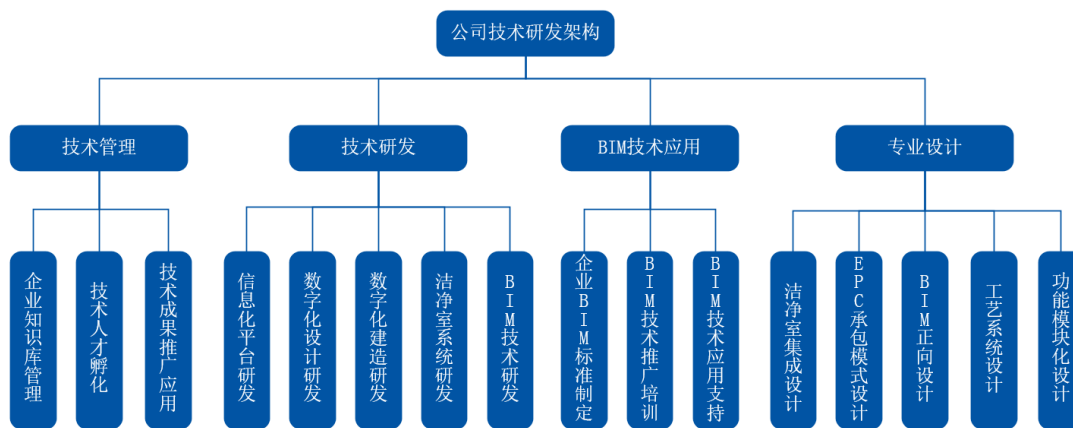 公司技术研发架构
技术管理
技术研发
BIM技术应用
专业设计
企业知识库管理
技术人才孵化
技术成果推广应用
信息化平台研发
数字化设计研发
数字化建造研发
洁净室系统研发
BIM技术研发
企业BIM标准制定
BIM技术推广培训
BIM技术应用支持
洁净室集成设计
EPC承包模式设计
BIM正向设计
工艺系统设计
功能模块化设计